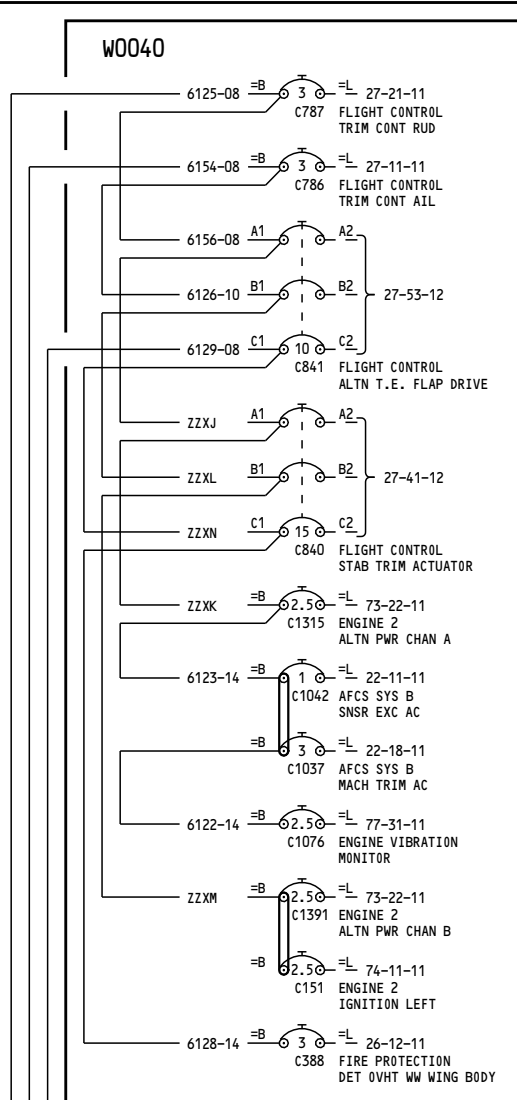 W0040
6125-08 =B 3 =L 27-21-11
C787 FLIGHT CONTROL
TRIM CONT RUD
6154-08 =B 3 =L 27-11-11
C786 FLIGHT CONTROL
TRIM CONT AIL
6156-08 A1 A2
6126-10 B1 B2 27-53-12
6129-08 C1 10 C2
C841 FLIGHT CONTROL
ALTN T.E. FLAP DRIVE
ZZXJ A1 A2
ZZXL B1 B2 27-41-12
ZZXN C1 15 C2
C840 FLIGHT CONTROL
STAB TRIM ACTUATOR
ZZXK =B 2.5 =L 73-22-11
C1315 ENGINE 2
ALTN PWR CHAN A
6123-14 =B 1 =L 22-11-11
C1042 AFCS SYS B
SNSR EXC AC
=B 3 =L 22-18-11
C1037 AFCS SYS B
MACH TRIM AC
6122-14 =B 2.5 =L 77-31-11
C1076 ENGINE VIBRATION
MONITOR
ZZXM =B 2.5 =L 73-22-11
C1391 ENGINE 2
ALTN PWR CHAN B
=B 2.5 =L 74-11-11
C151 ENGINE 2
IGNITION LEFT
6128-14 =B 3 =L 26-12-11
C388 FIRE PROTECTION
DET OVHT WW WING BODY